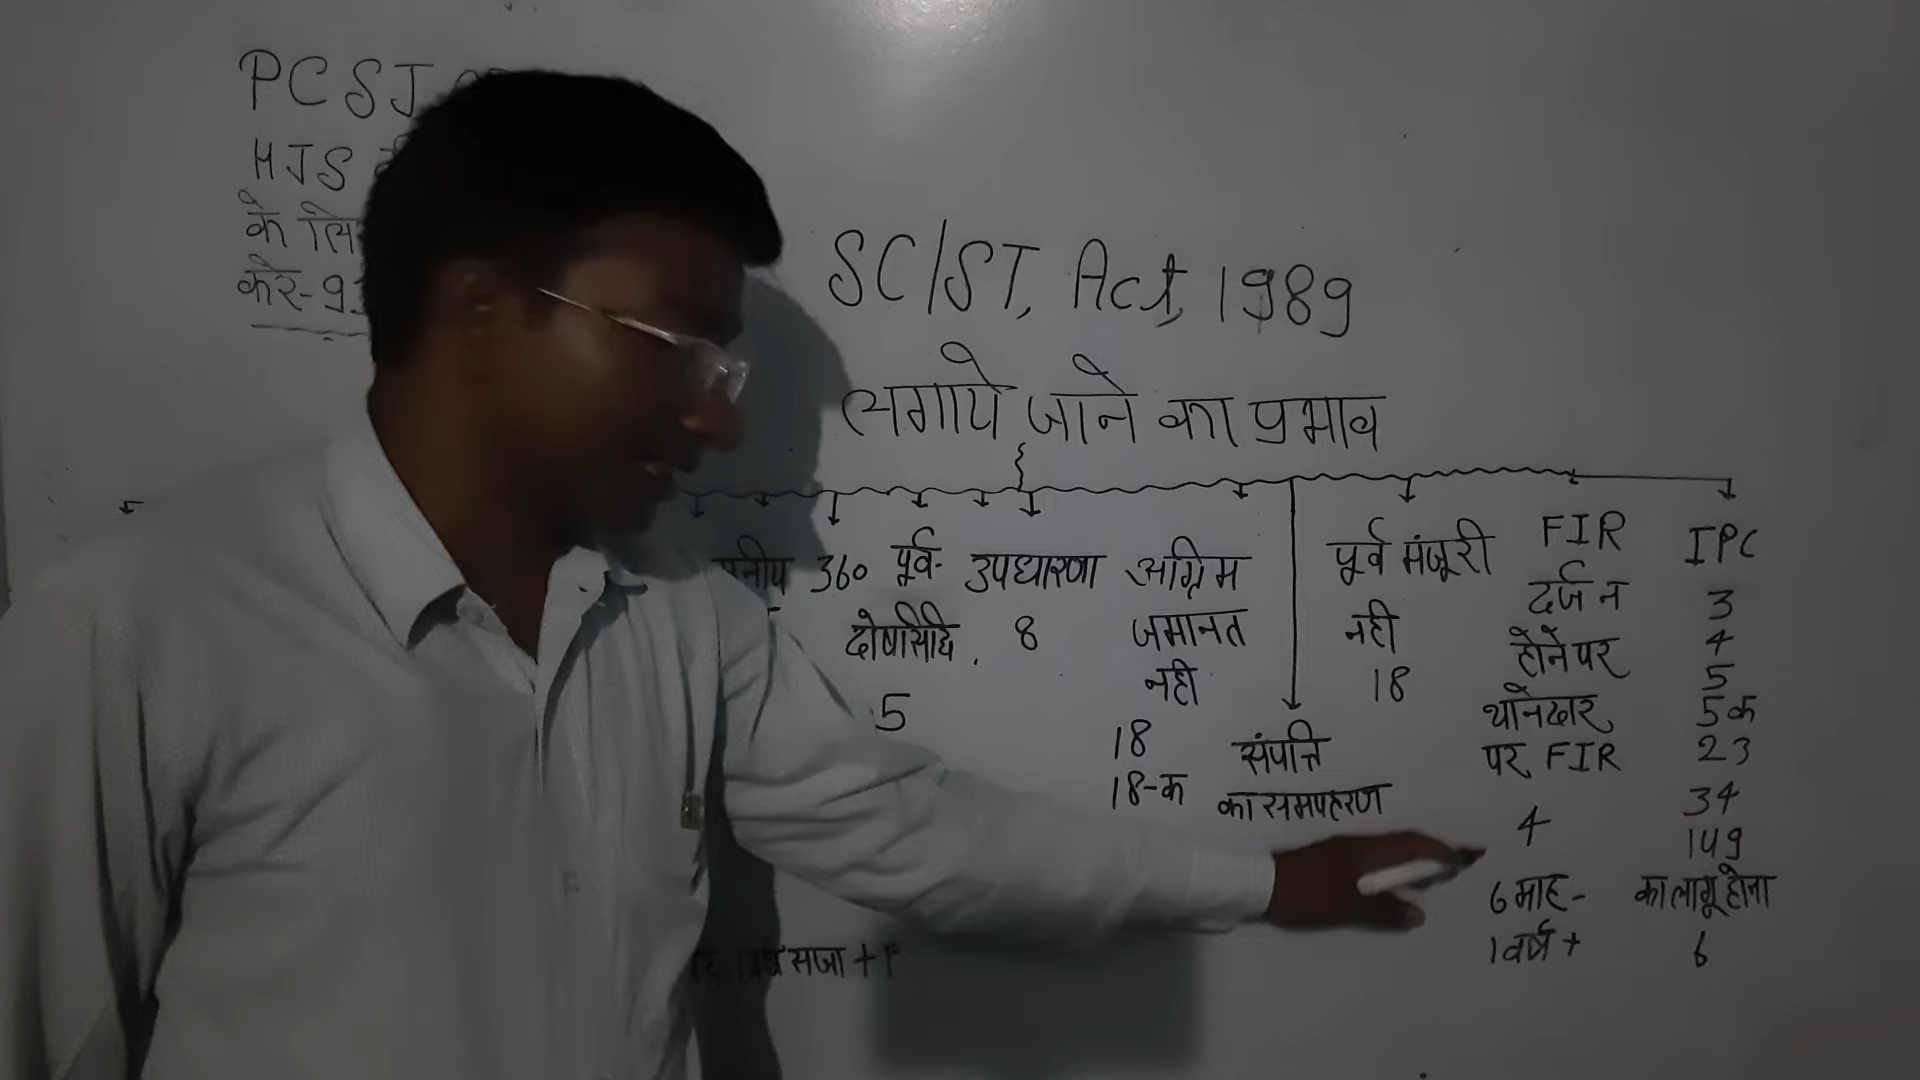 PCSJ
HJS
के लि
करे-9
SC/ST, Act, 1989
लगाये जाने का प्रभाव
360 पूर्व- दोषसिद्धि. 5
उपधारणा 8
अग्रिम जमानत नही 18 18-क
संपत्ति का समपहरण
पूर्व मंजूरी नही 18
FIR
दर्ज न
होने पर
थानेदार
पर FIR
4
6 माह-
1 वर्ष +
IPC
3
4
5
5क
23
34
149
का लागू होना
6
सजा + F